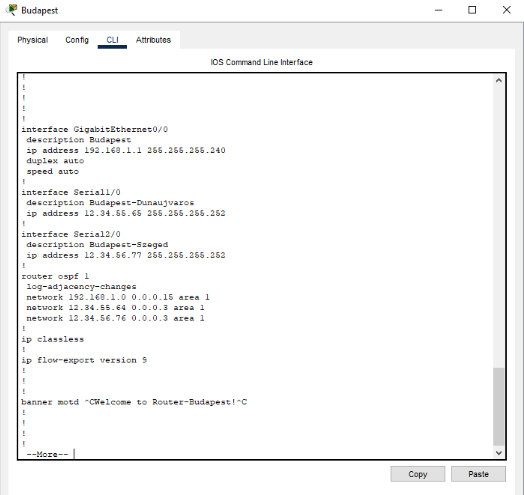 Budapest
Physical Config CLI Attributes
IOS Command Line Interface
!
!
!
!
!
interface GigabitEthernet0/0
description Budapest
ip address 192.168.1.1 255.255.255.240
duplex auto
speed auto
!
interface Serial1/0
description Budapest-Dunaujvaros
ip address 12.34.55.65 255.255.255.252
!
interface Serial2/0
description Budapest-Szeged
ip address 12.34.56.77 255.255.255.252
!
router ospf 1
log-adjacency-changes
network 192.168.1.0 0.0.0.15 area 1
network 12.34.55.64 0.0.0.3 area 1
network 12.34.56.76 0.0.0.3 area 1
!
ip classless
!
ip flow-export version 9
!
!
!
banner motd ^CWelcome to Router-Budapest!^C
!
!
!
!
--More--
Copy Paste